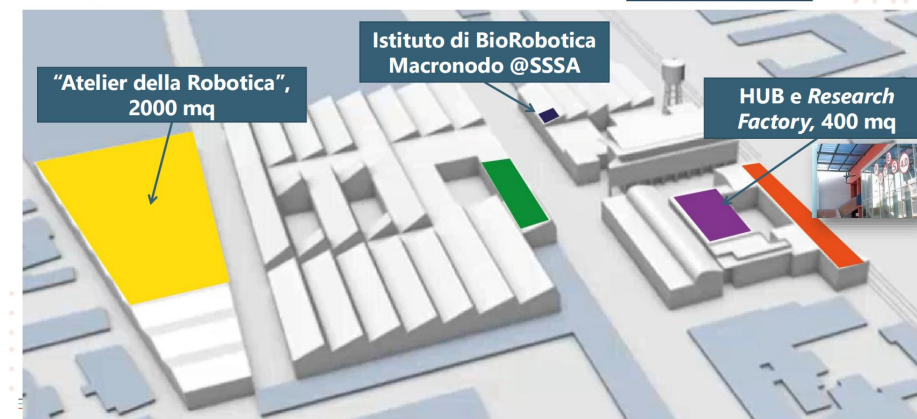 "Atelier della Robotica",
2000 mq
Istituto di BioRobotica
Macronodo @SSSA
HUB e Research
Factory, 400 mq